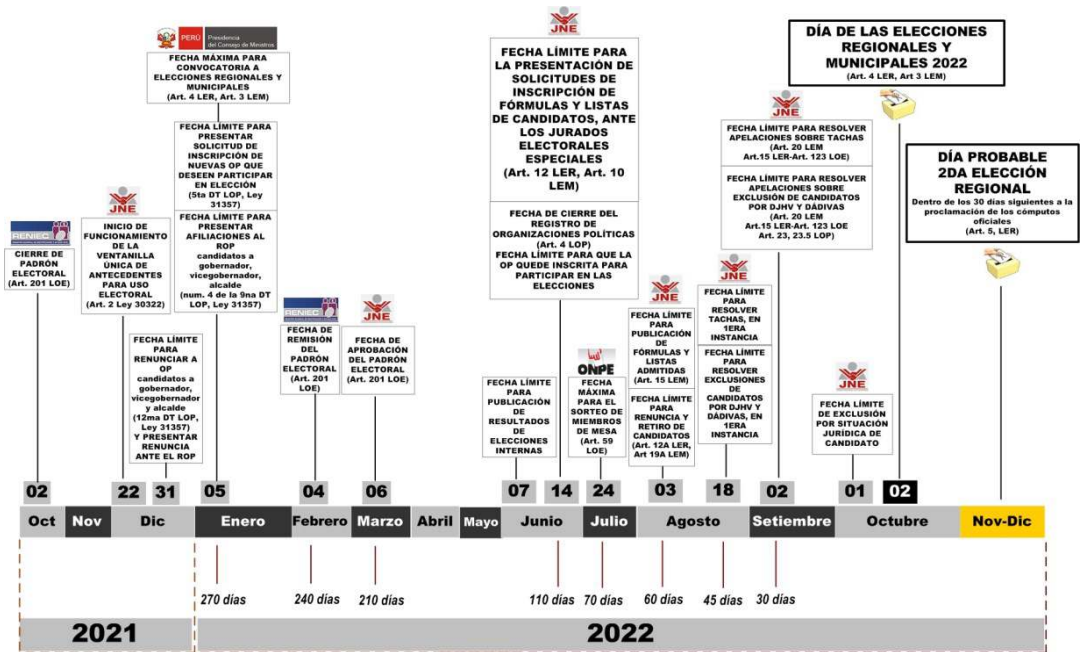 RENIEC
CIERRE DE
PADRÓN
ELECTORAL
(Art. 201 LOE)
JNE
INICIO DE
FUNCIONAMIENTO
DE LA
VENTANILLA
ÚNICA DE
ANTECEDENTES
PARA USO
ELECTORAL
(Art. 2 Ley 30322)
FECHA LÍMITE
PARA
RENUNCIAR A
OP
candidatos a
gobernador,
vicegobernador
y alcalde
(12ma DT LOP,
Ley 31357)
Y PRESENTAR
RENUNCIA
ANTE EL ROP
PERÚ
Presidencia
del Consejo de Ministros
FECHA MÁXIMA PARA
CONVOCATORIA A
ELECCIONES REGIONALES Y
MUNICIPALES
(Art. 4 LER, Art. 3 LEM)
FECHA LÍMITE PARA
PRESENTAR
SOLICITUD DE
INSCRIPCIÓN DE
NUEVAS OP QUE
DESEEN PARTICIPAR
EN ELECCIÓN
(5ta DT LOP, Ley
31357)
FECHA LÍMITE PARA
PRESENTAR
AFILIACIONES AL
ROP
candidatos a
gobernador,
vicegobernador,
alcalde
(num. 4 de la 9na DT
LOP, Ley 31357)
RENIEC
FECHA DE
REMISIÓN
DEL
PADRÓN
ELECTORAL
(Art. 201
LOE)
JNE
FECHA DE
APROBACIÓN
DEL PADRÓN
ELECTORAL
(Art. 201 LOE)
JNE
FECHA LÍMITE PARA
LA PRESENTACIÓN DE
SOLICITUDES DE
INSCRIPCIÓN DE
FÓRMULAS Y LISTAS
DE CANDIDATOS, ANTE
LOS JURADOS
ELECTORALES
ESPECIALES
(Art. 12 LER, Art. 10
LEM)
FECHA DE CIERRE DEL
REGISTRO DE
ORGANIZACIONES POLÍTICAS
(Art. 4 LOP)
FECHA LÍMITE PARA QUE LA
OP QUEDE INSCRITA PARA
PARTICIPAR EN LAS
ELECCIONES
FECHA LÍMITE
PARA
PUBLICACIÓN
DE
RESULTADOS
DE
ELECCIONES
INTERNAS
ONPE
FECHA
MÁXIMA
PARA EL
SORTEO DE
MIEMBROS
DE MESA
(Art. 59
LOE)
JNE
FECHA LÍMITE
PARA
PUBLICACIÓN
DE
FÓRMULAS Y
LISTAS
ADMITIDAS
(Art. 15 LEM)
FECHA LÍMITE
PARA
RENUNCIA Y
RETIRO DE
CANDIDATOS
(Art. 12A LER,
Art 19A LEM)
JNE
FECHA LÍMITE
PARA
RESOLVER
TACHAS, EN
1ERA
INSTANCIA
FECHA LÍMITE
PARA
RESOLVER
EXCLUSIONES
DE
CANDIDATOS
POR DJHV Y
DÁDIVAS, EN
1ERA
INSTANCIA
JNE
FECHA LÍMITE PARA RESOLVER
APELACIONES SOBRE TACHAS
(Art. 20 LEM
Art.15 LER-Art. 123 LOE)
FECHA LÍMITE PARA RESOLVER
APELACIONES SOBRE
EXCLUSIÓN DE CANDIDATOS
POR DJHV Y DÁDIVAS
(Art. 20 LEM
Art.15 LER-Art. 123 LOE
Art. 23, 23.5 LOP)
JNE
FECHA LÍMITE
DE EXCLUSIÓN
POR SITUACIÓN
JURÍDICA DE
CANDIDATO
DÍA DE LAS ELECCIONES
REGIONALES Y
MUNICIPALES 2022
(Art. 4 LER, Art 3 LEM)
DÍA PROBABLE
2DA ELECCIÓN
REGIONAL
Dentro de los 30 días siguientes a la
proclamación de los cómputos
oficiales
(Art. 5, LER)
02 22 31 05 04 06 07 14 24 03 18 02 01 02
Oct Nov Dic Enero Febrero Marzo Abril Mayo Junio Julio Agosto Setiembre Octubre Nov-Dic
270 días 240 días 210 días 110 días 70 días 60 días 45 días 30 días
2021 2022